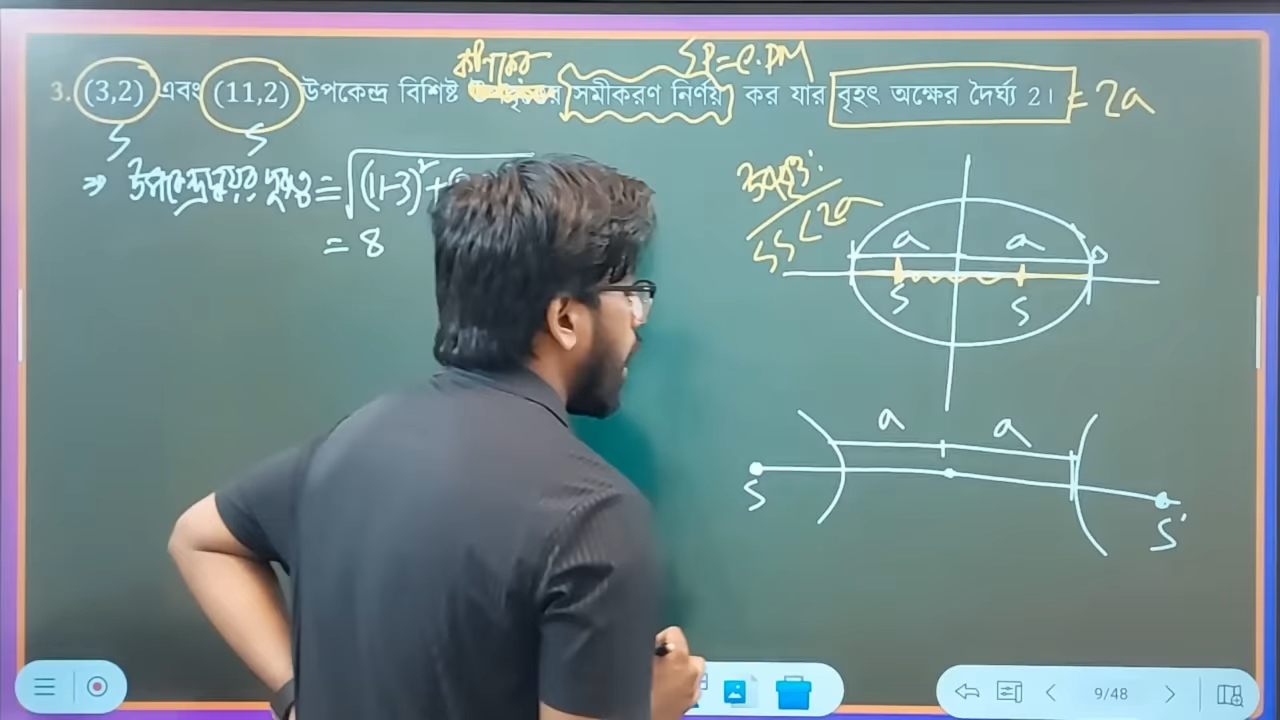 কণিকের SP=e.PM
3. (3,2) এবং (11,2) উপকেন্দ্র বিশিষ্ট সমীকরণ নির্ণয় কর যার বৃহৎ অক্ষের দৈর্ঘ্য 2। = 2a
S S
⇒ উপকেন্দ্রদ্বয়ের দূরত্ব = √(11-3)²+
= 8
উপবৃত্ত:
SS<2a
a a
S S
a a
S S'
9/48